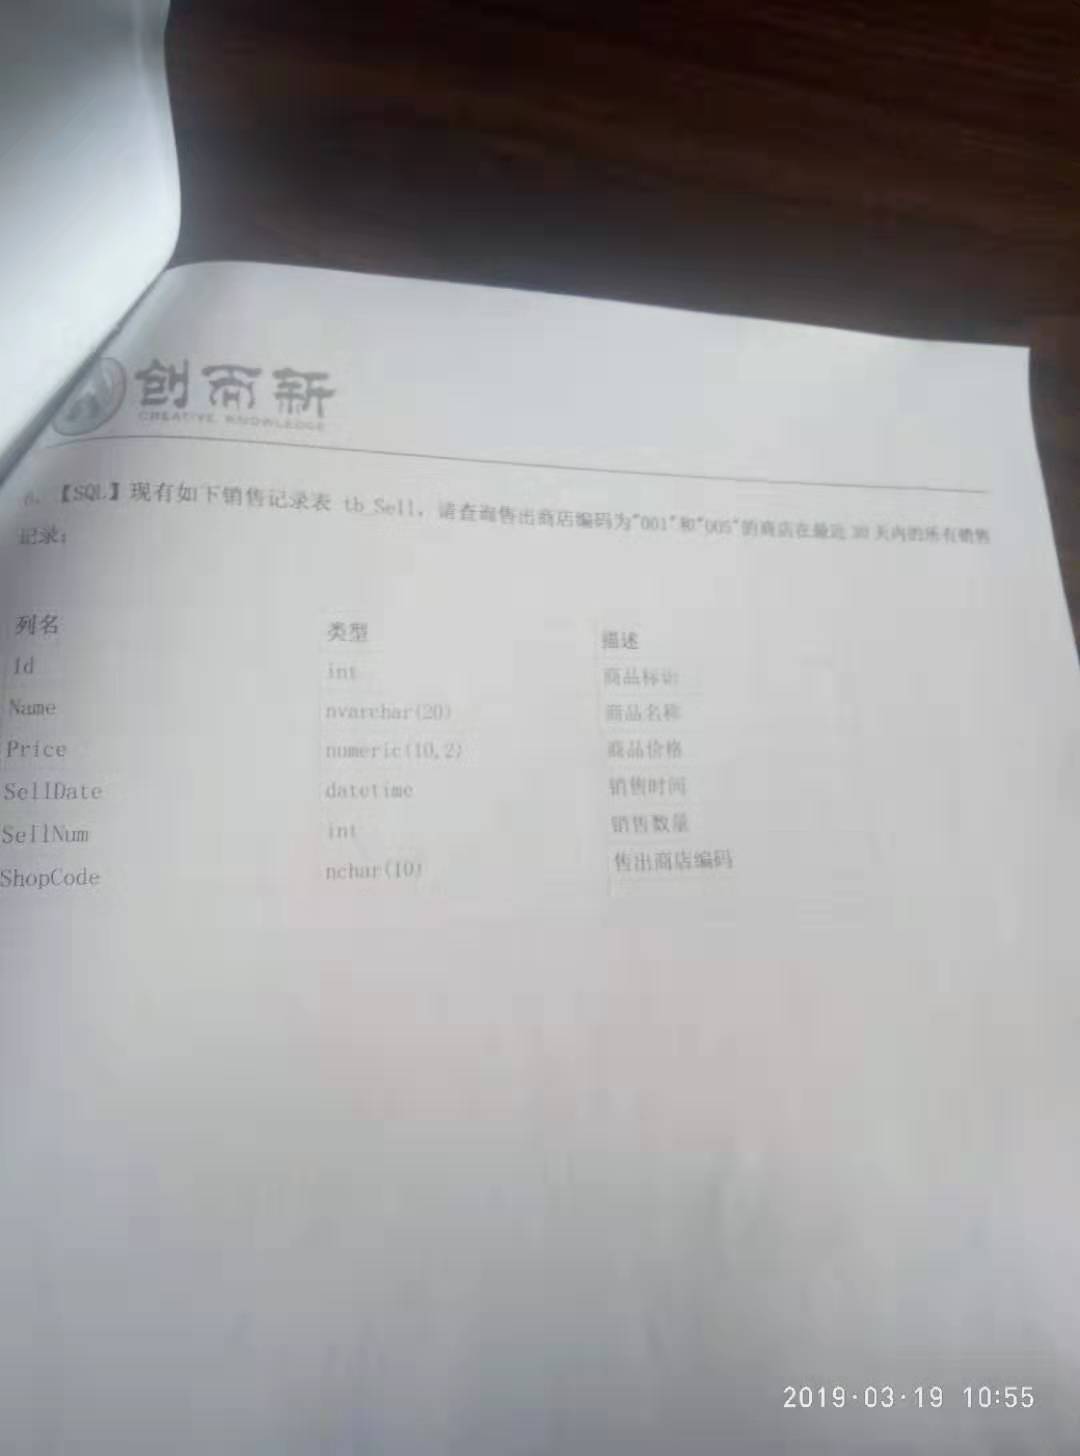 创而新
CREATIVE KNOWLEDGE
6. 【SQL】现有如下销售记录表 tb_Sell，请查询售出商店编码为"001"和"005"的商店在最近 30 天内的所有销售
记录：
列名 类型 描述
Id int 商品标识
Name nvarchar(20) 商品名称
Price numeric(10,2) 商品价格
SellDate datetime 销售时间
SellNum int 销售数量
ShopCode nchar(10) 售出商店编码
2019·03·19 10:55